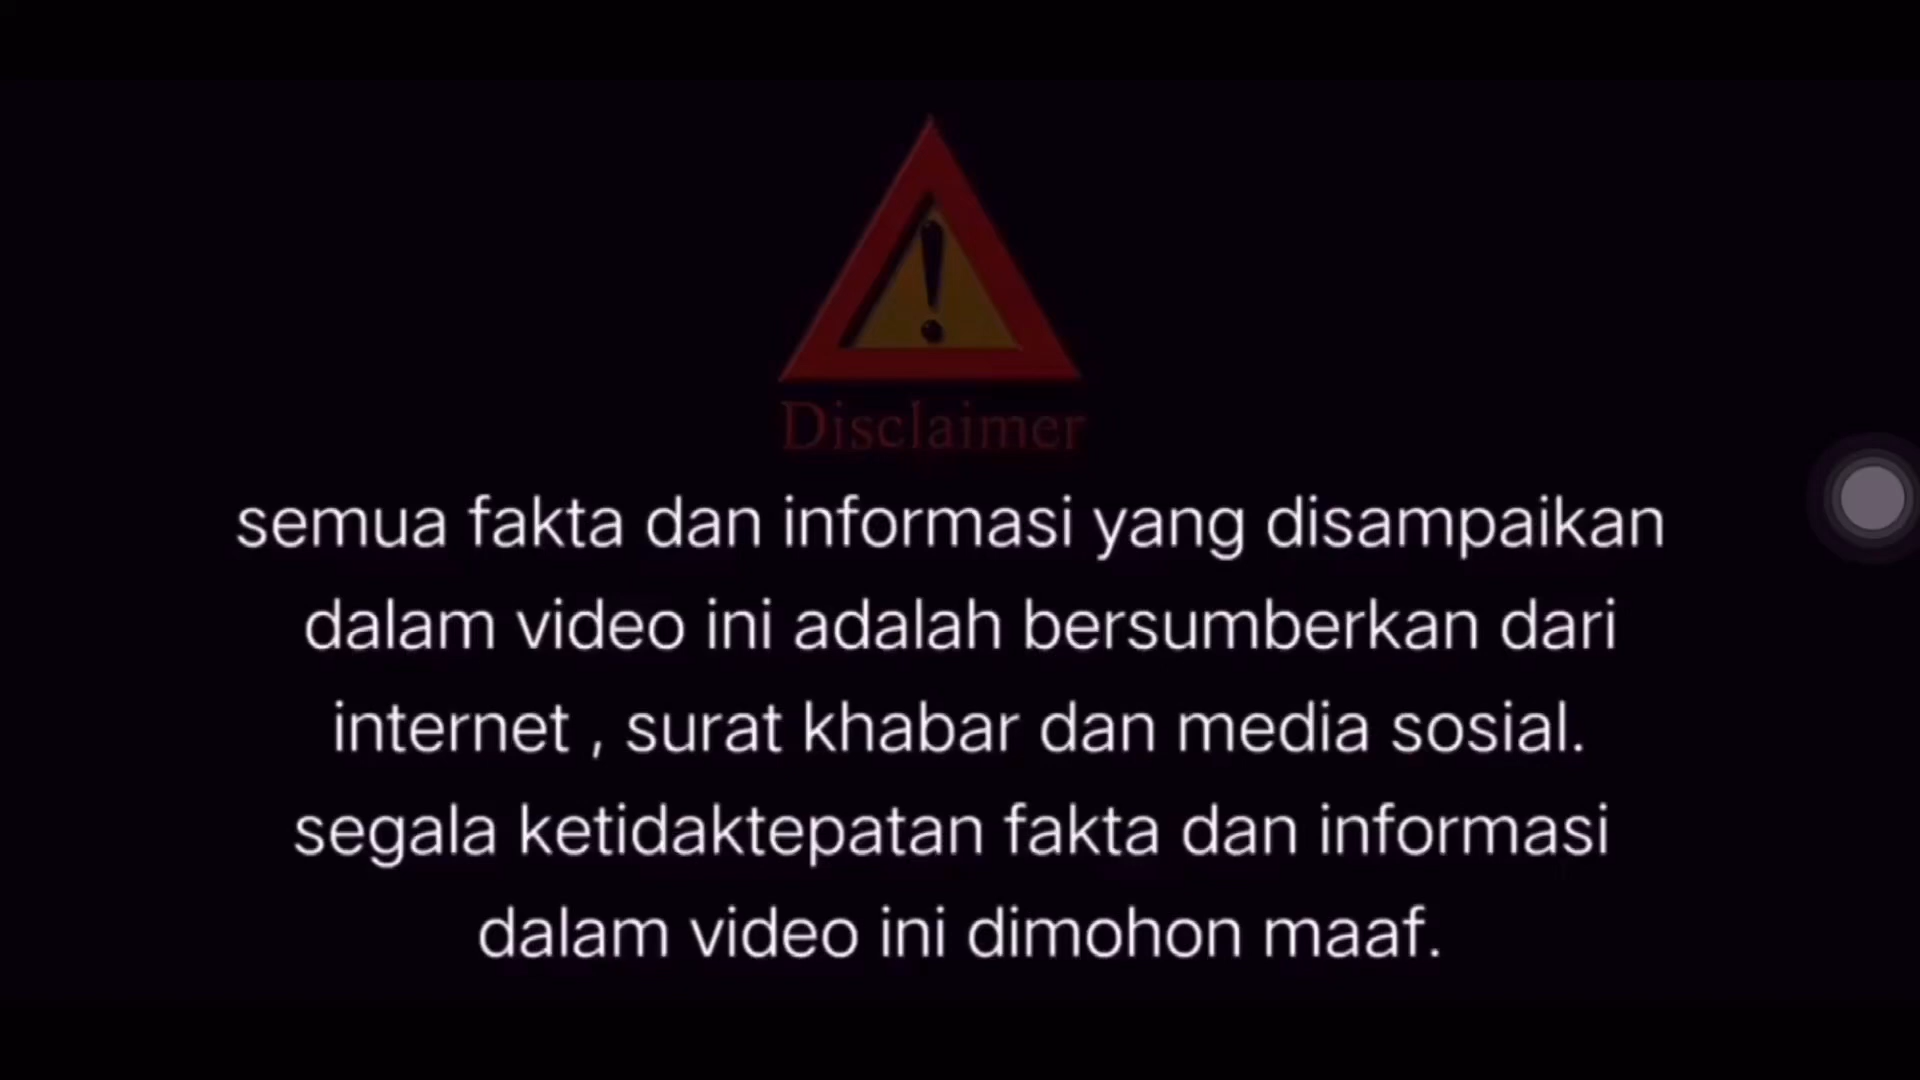 Disclaimer
semua fakta dan informasi yang disampaikan
dalam video ini adalah bersumberkan dari
internet , surat khabar dan media sosial.
segala ketidaktepatan fakta dan informasi
dalam video ini dimohon maaf.